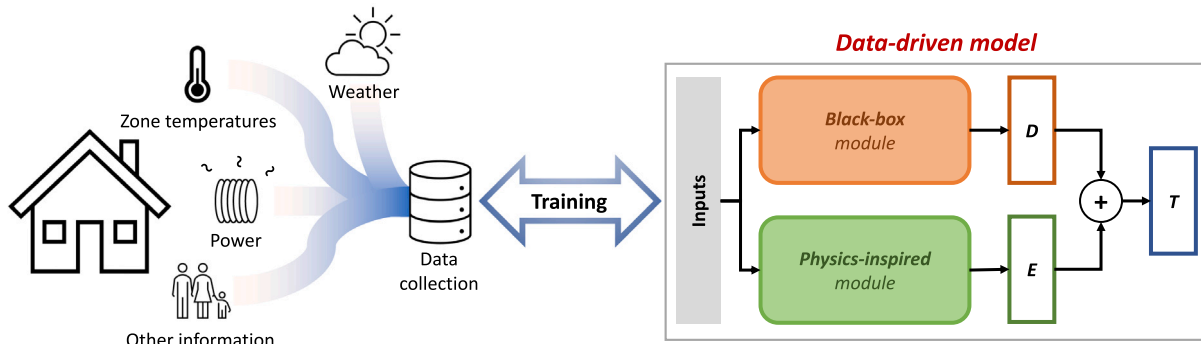 Weather
Zone temperatures
Power
Other information
Data
collection
Training
Data-driven model
Inputs
Black-box
module
D
Physics-inspired
module
E
+
T